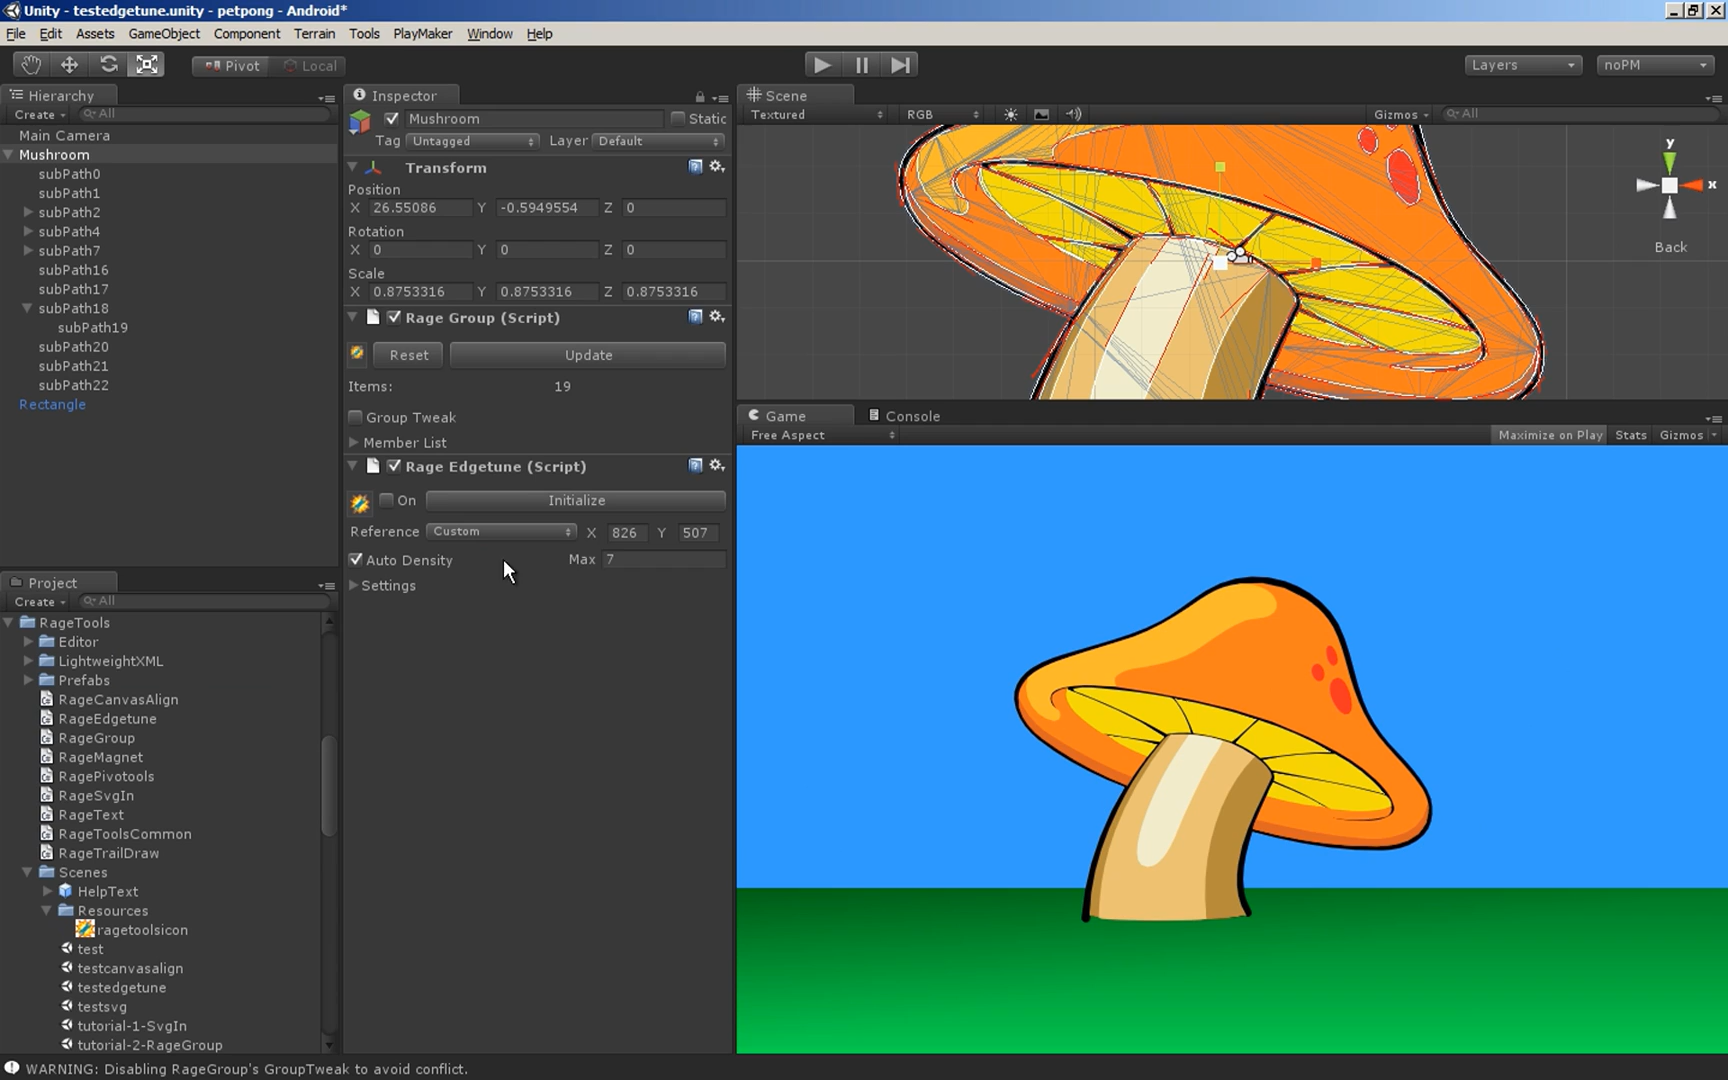 Unity - testedgetune.unity - petpong - Android*
File Edit Assets GameObject Component Terrain Tools PlayMaker Window Help
Pivot Local
Layers noPM
Hierarchy
Create All
Main Camera
Mushroom
subPath0
subPath1
subPath2
subPath4
subPath7
subPath16
subPath17
subPath18
subPath19
subPath20
subPath21
subPath22
Rectangle
Project
Create All
RageTools
Editor
LightweightXML
Prefabs
RageCanvasAlign
RageEdgetune
RageGroup
RageMagnet
RagePivotools
RageSvgIn
RageText
RageToolsCommon
RageTrailDraw
Scenes
HelpText
Resources
ragetoolsicon
test
testcanvasalign
testedgetune
testsvg
tutorial-1-SvgIn
tutorial-2-RageGroup
Inspector
Mushroom Static
Tag Untagged Layer Default
Transform
Position
X 26.55086 Y -0.5949554 Z 0
Rotation
X 0 Y 0 Z 0
Scale
X 0.8753316 Y 0.8753316 Z 0.8753316
Rage Group (Script)
Reset Update
Items: 19
Group Tweak
Member List
Rage Edgetune (Script)
On Initialize
Reference Custom X 826 Y 507
Auto Density Max 7
Settings
Scene
Textured RGB Gizmos All
y
x
Back
Game Console
Free Aspect Maximize on Play Stats Gizmos
WARNING: Disabling RageGroup's GroupTweak to avoid conflict.